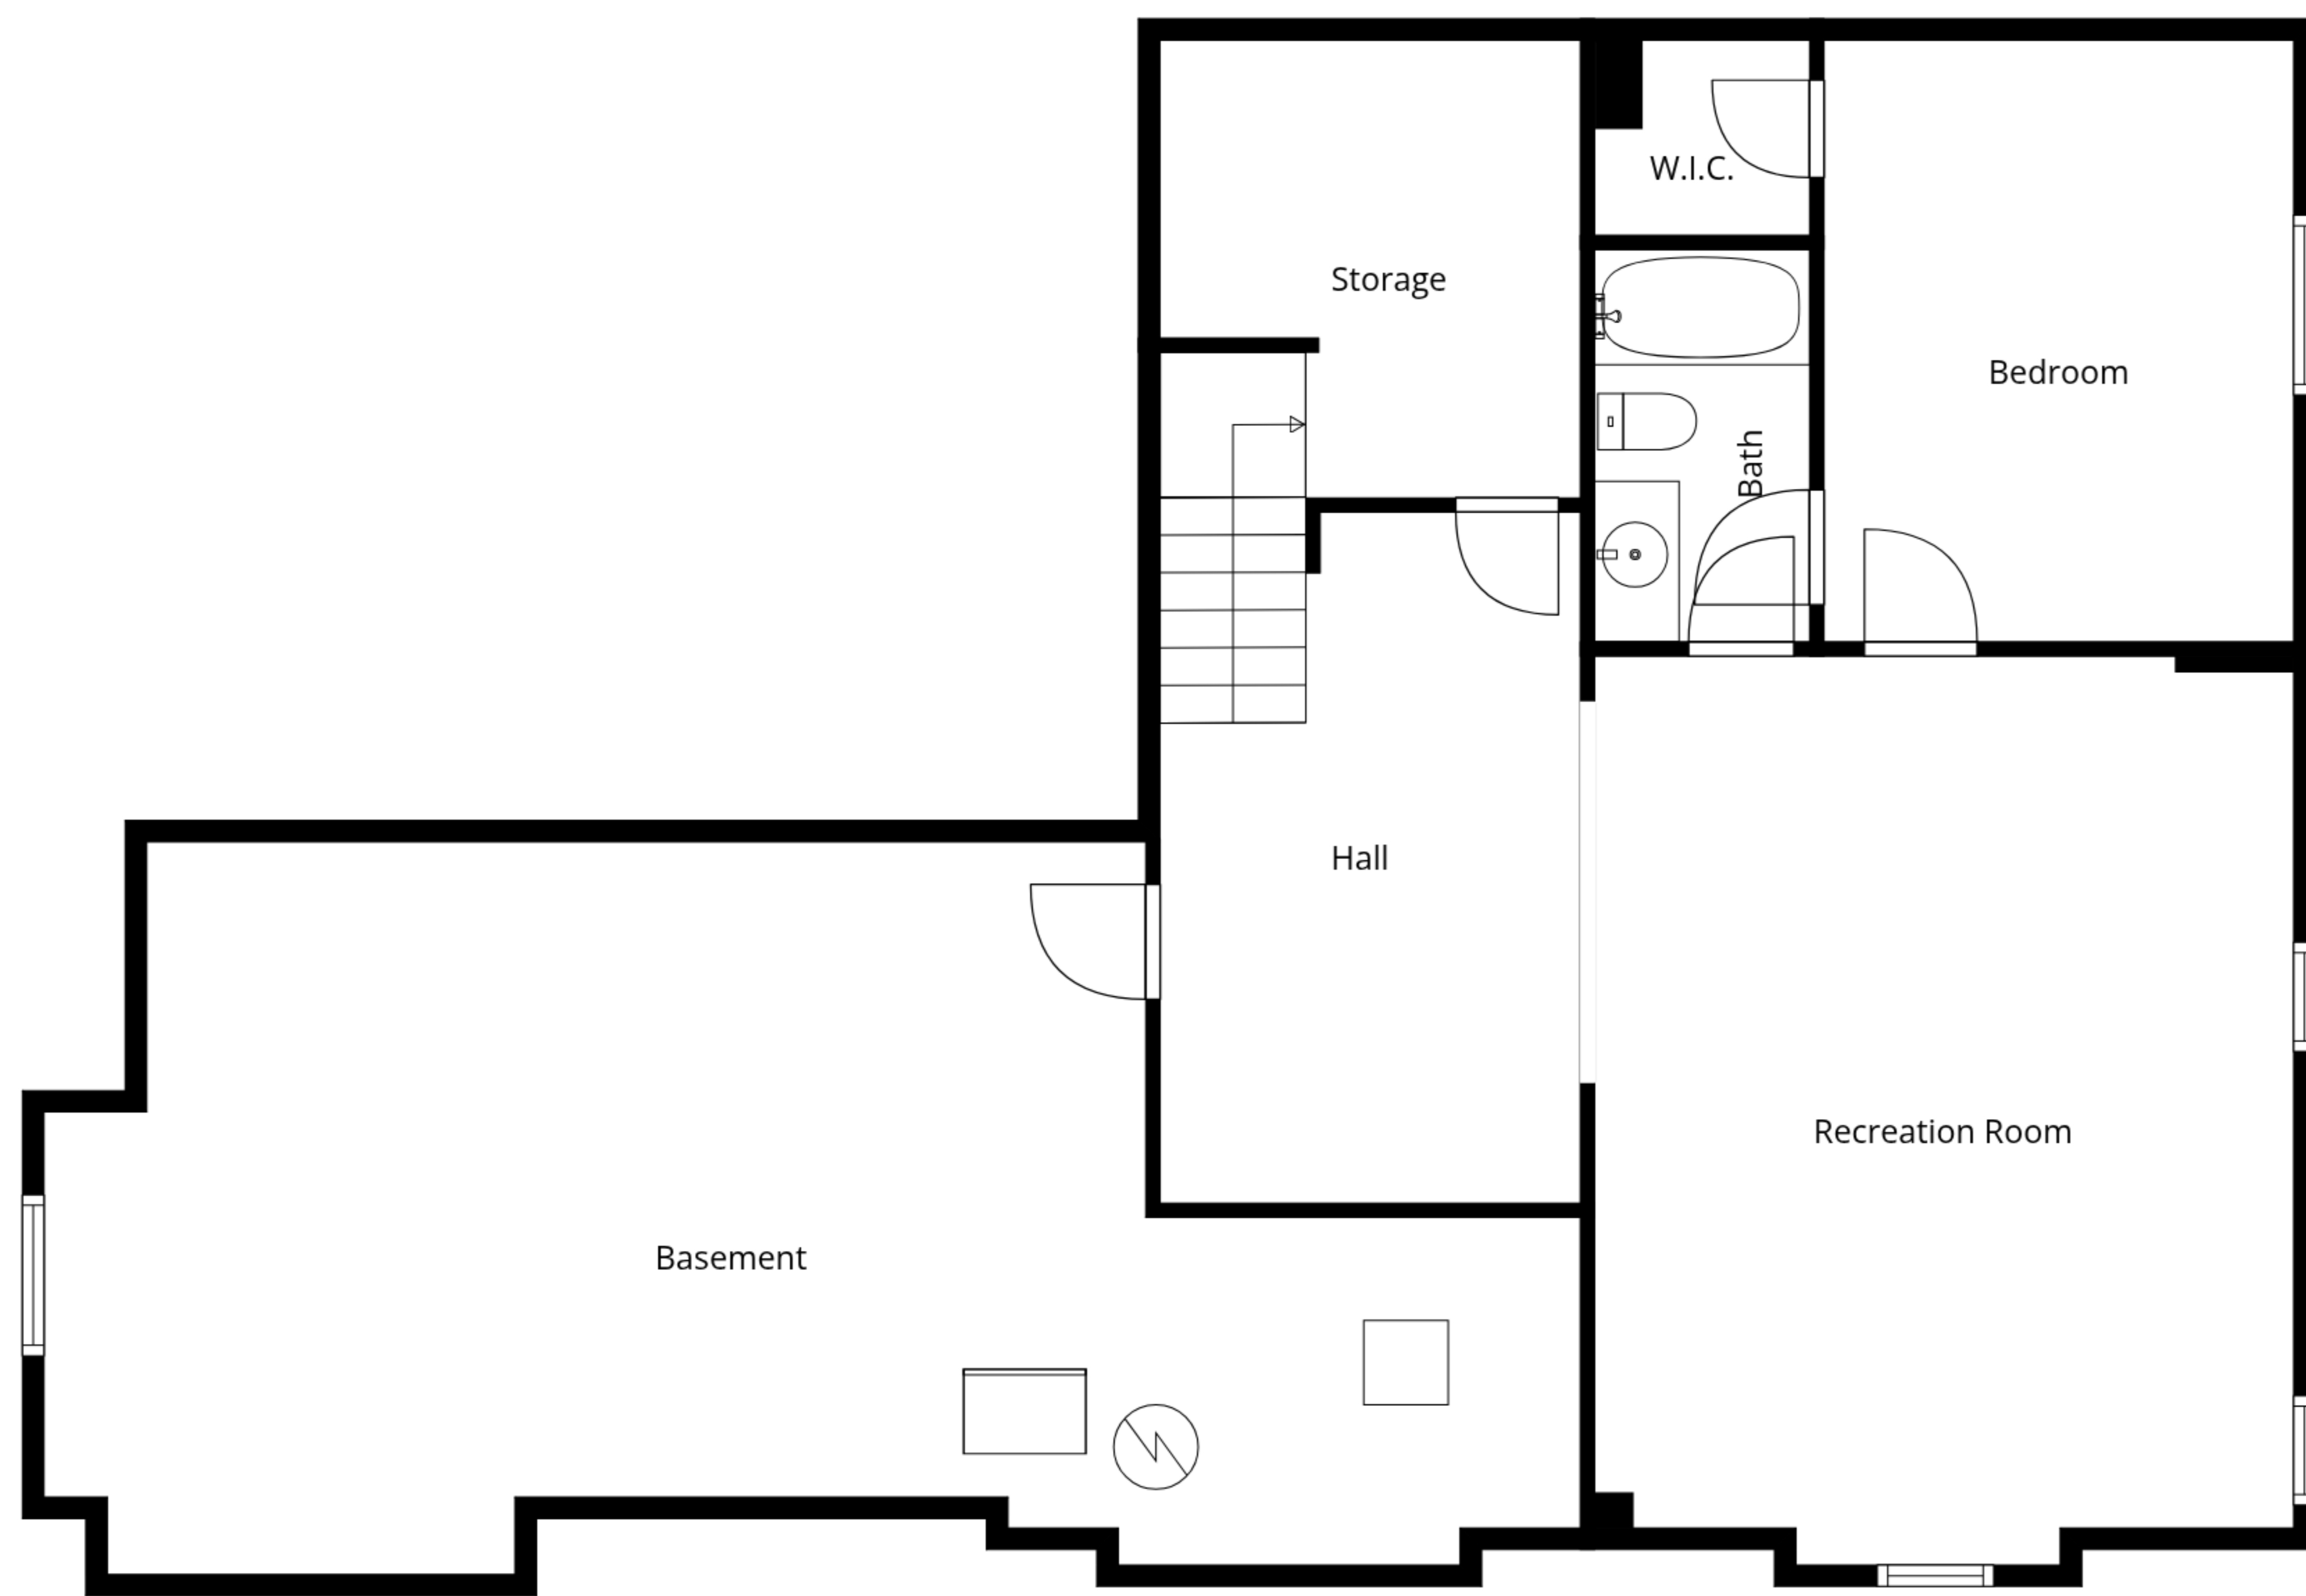 W.I.C.
Storage
Bedroom
Bath
Hall
Recreation Room
Basement